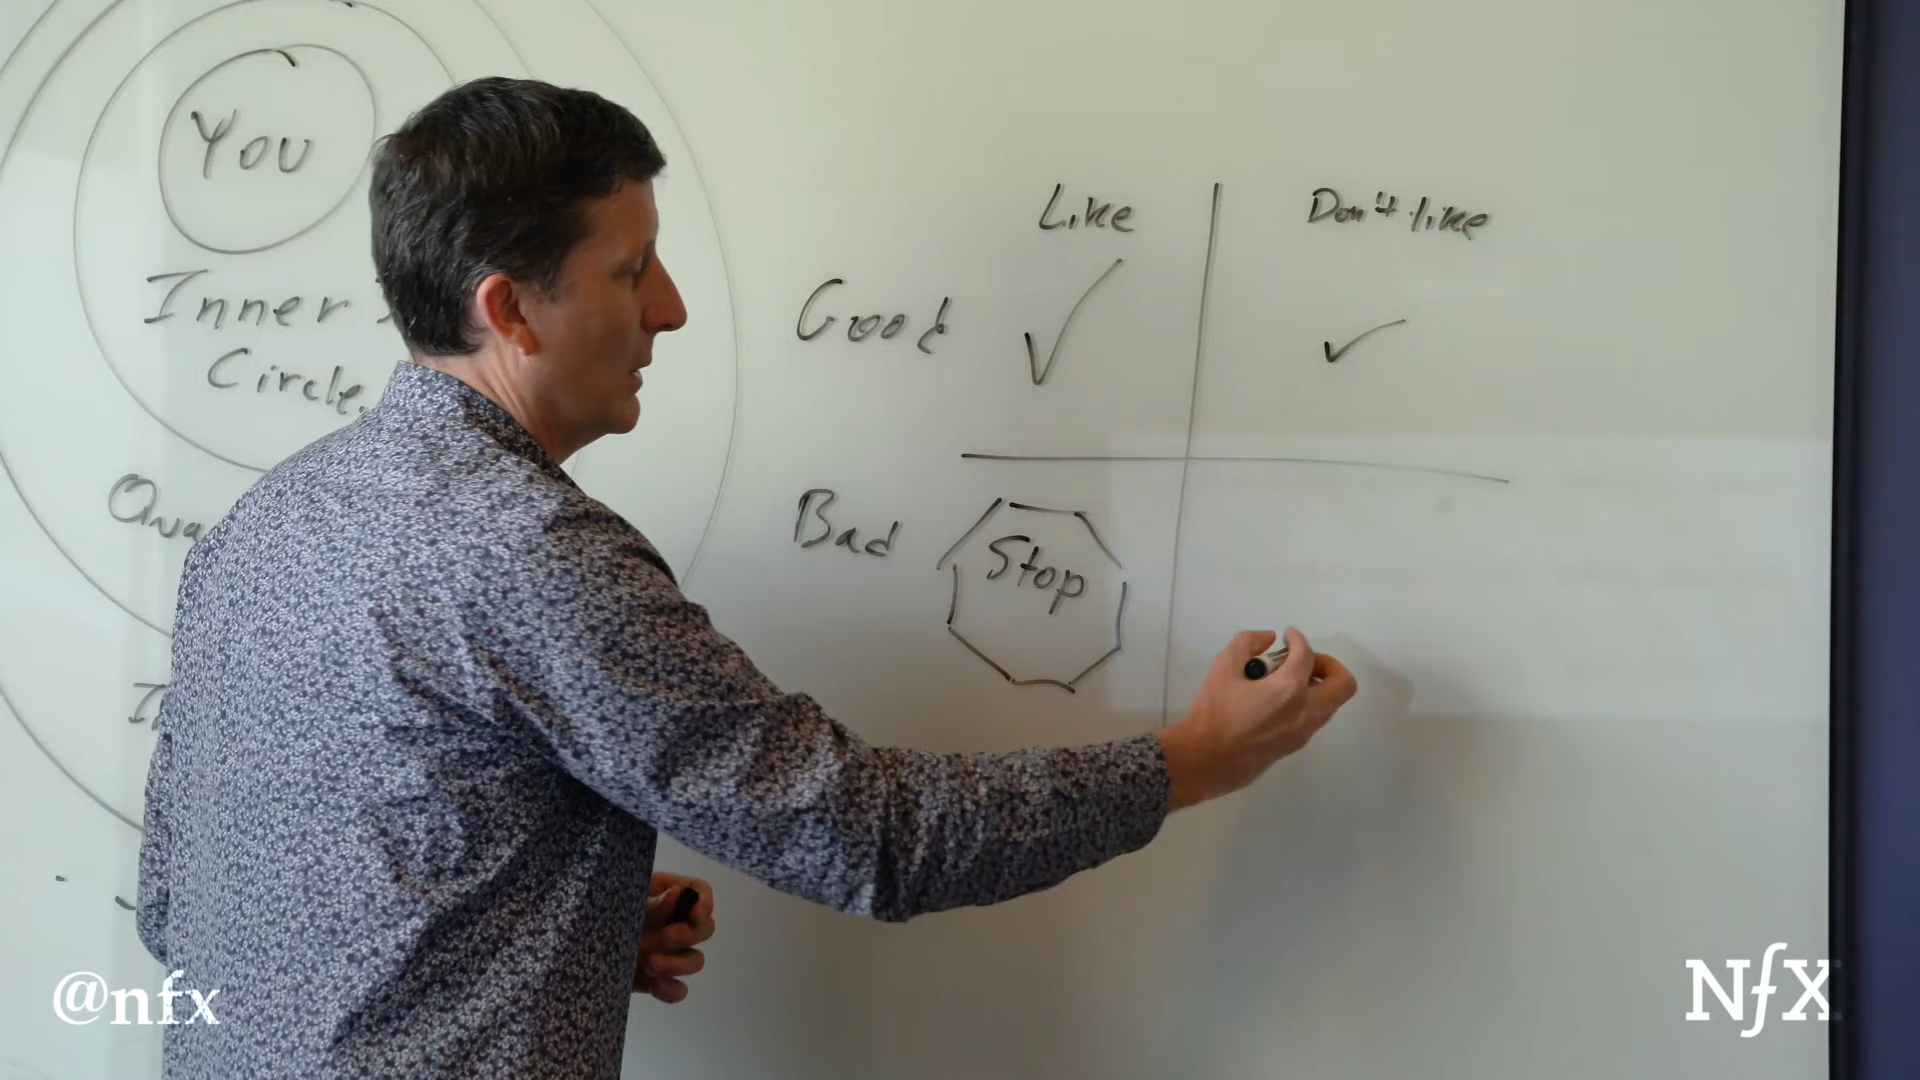 You
Inner
Circle
Like
Don't like
Good
Bad
Stop
@nfx
NfX